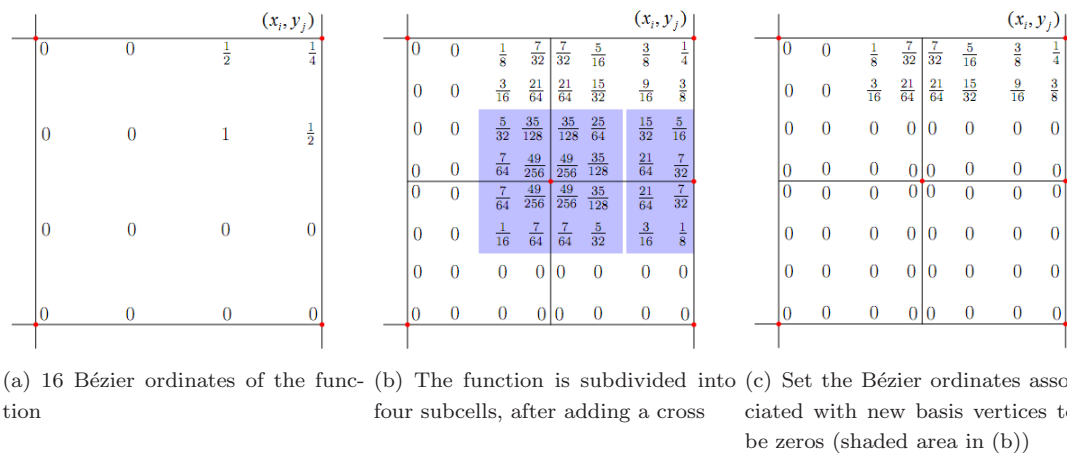 (x_i, y_j) (x_i, y_j) (x_i, y_j)
0 0 1/2 1/4
0 0 1 1/2
0 0 0 0
0 0 0 0
0 0 1/8 7/32 7/32 5/16 3/8 1/4
0 0 3/16 21/64 21/64 15/32 9/16 3/8
0 0 5/32 35/128 35/128 25/64 15/32 5/16
0 0 7/64 49/256 49/256 35/128 21/64 7/32
0 0 7/64 49/256 49/256 35/128 21/64 7/32
0 0 1/16 7/64 7/64 5/32 3/16 1/8
0 0 0 0 0 0 0 0
0 0 0 0 0 0 0 0
0 0 1/8 7/32 7/32 5/16 3/8 1/4
0 0 3/16 21/64 21/64 15/32 9/16 3/8
0 0 0 0 0 0 0 0
0 0 0 0 0 0 0 0
0 0 0 0 0 0 0 0
0 0 0 0 0 0 0 0
0 0 0 0 0 0 0 0
0 0 0 0 0 0 0 0
(a) 16 Bézier ordinates of the func-
tion
(b) The function is subdivided into
four subcells, after adding a cross
(c) Set the Bézier ordinates asso-
ciated with new basis vertices to
be zeros (shaded area in (b))